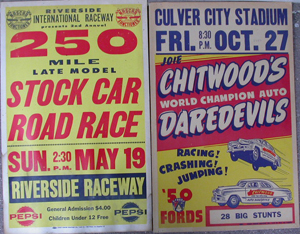 RIVERSIDE
INTERNATIONAL RACEWAY
presents 2nd Annual
250
MILE
LATE MODEL
STOCK CAR
ROAD RACE
SUN. 2:30 P.M. MAY 19
RIVERSIDE RACEWAY
PEPSI
General Admission $4.00
Children Under 12 Free
PEPSI
CULVER CITY STADIUM
FRI. 8:30 P.M. OCT. 27
JOIE
CHITWOOD'S
WORLD CHAMPION AUTO
DAREDEVILS
RACING!
CRASHING!
JUMPING!
'50
FORDS
28 BIG STUNTS